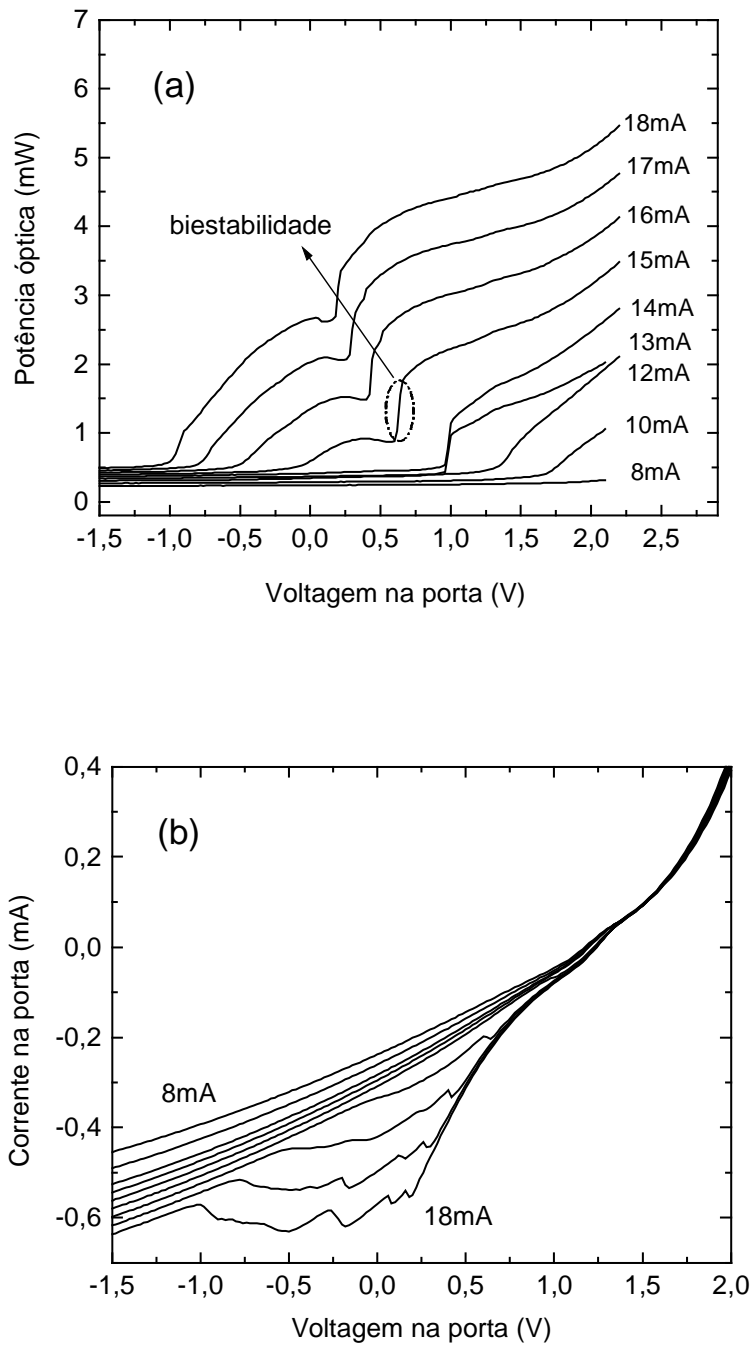 7
(a)
6
18mA
5
17mA
16mA
4
biestabilidade
15mA
3
14mA
13mA
2
12mA
10mA
1
8mA
0
Potência óptica (mW)
-1,5 -1,0 -0,5 0,0 0,5 1,0 1,5 2,0 2,5
Voltagem na porta (V)
0,4
(b)
0,2
0,0
-0,2
8mA
-0,4
-0,6
18mA
Corrente na porta (mA)
-1,5 -1,0 -0,5 0,0 0,5 1,0 1,5 2,0
Voltagem na porta (V)